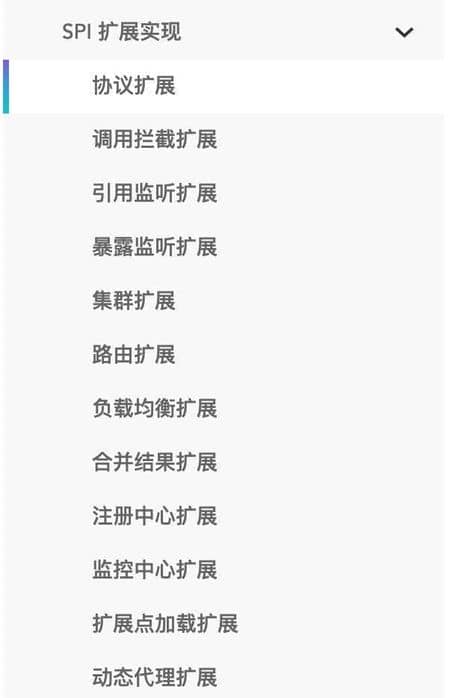 SPI 扩展实现
协议扩展
调用拦截扩展
引用监听扩展
暴露监听扩展
集群扩展
路由扩展
负载均衡扩展
合并结果扩展
注册中心扩展
监控中心扩展
扩展点加载扩展
动态代理扩展